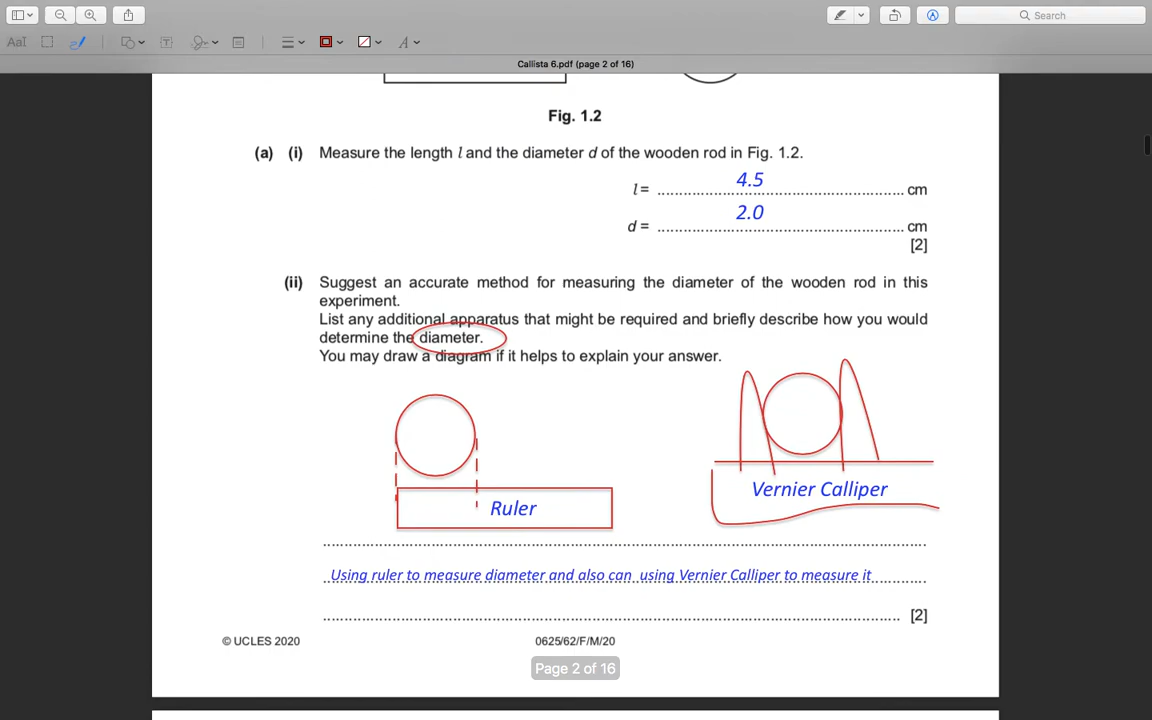 Search
AaI
T
A
Callista 6.pdf (page 2 of 16)
Fig. 1.2
(a) (i) Measure the length l and the diameter d of the wooden rod in Fig. 1.2.
l = 4.5 cm
d = 2.0 cm
[2]
(ii) Suggest an accurate method for measuring the diameter of the wooden rod in this
experiment.
List any additional apparatus that might be required and briefly describe how you would
determine the diameter.
You may draw a diagram if it helps to explain your answer.
Vernier Calliper
Ruler
Using ruler to measure diameter and also can using Vernier Calliper to measure it
[2]
© UCLES 2020 0625/62/F/M/20
Page 2 of 16